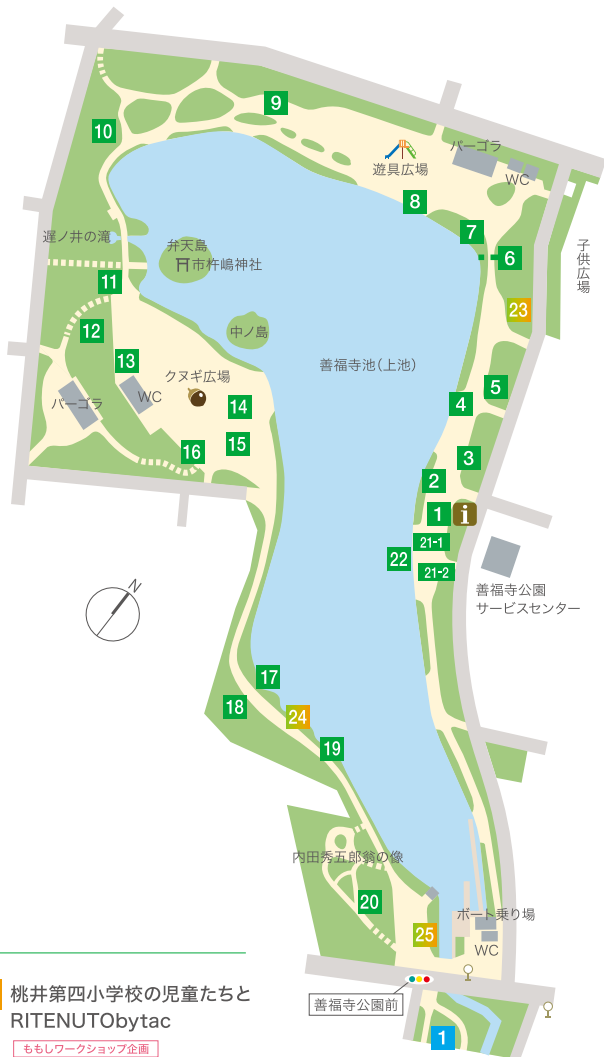 9
10
遊具広場
パーゴラ
WC
8
7
遅ノ井の滝
弁天島
市杵嶋神社
6
子供広場
11
23
12
中ノ島
13
善福寺池(上池)
クヌギ広場
WC
パーゴラ
14
5
4
15
16
3
2
1
i
21-1
22
21-2
善福寺公園
サービスセンター
N
17
18
24
19
内田秀五郎翁の像
20
ボート乗り場
25
WC
桃井第四小学校の児童たちと
RITENUTObytac
ももしワークショップ企画
善福寺公園前
1